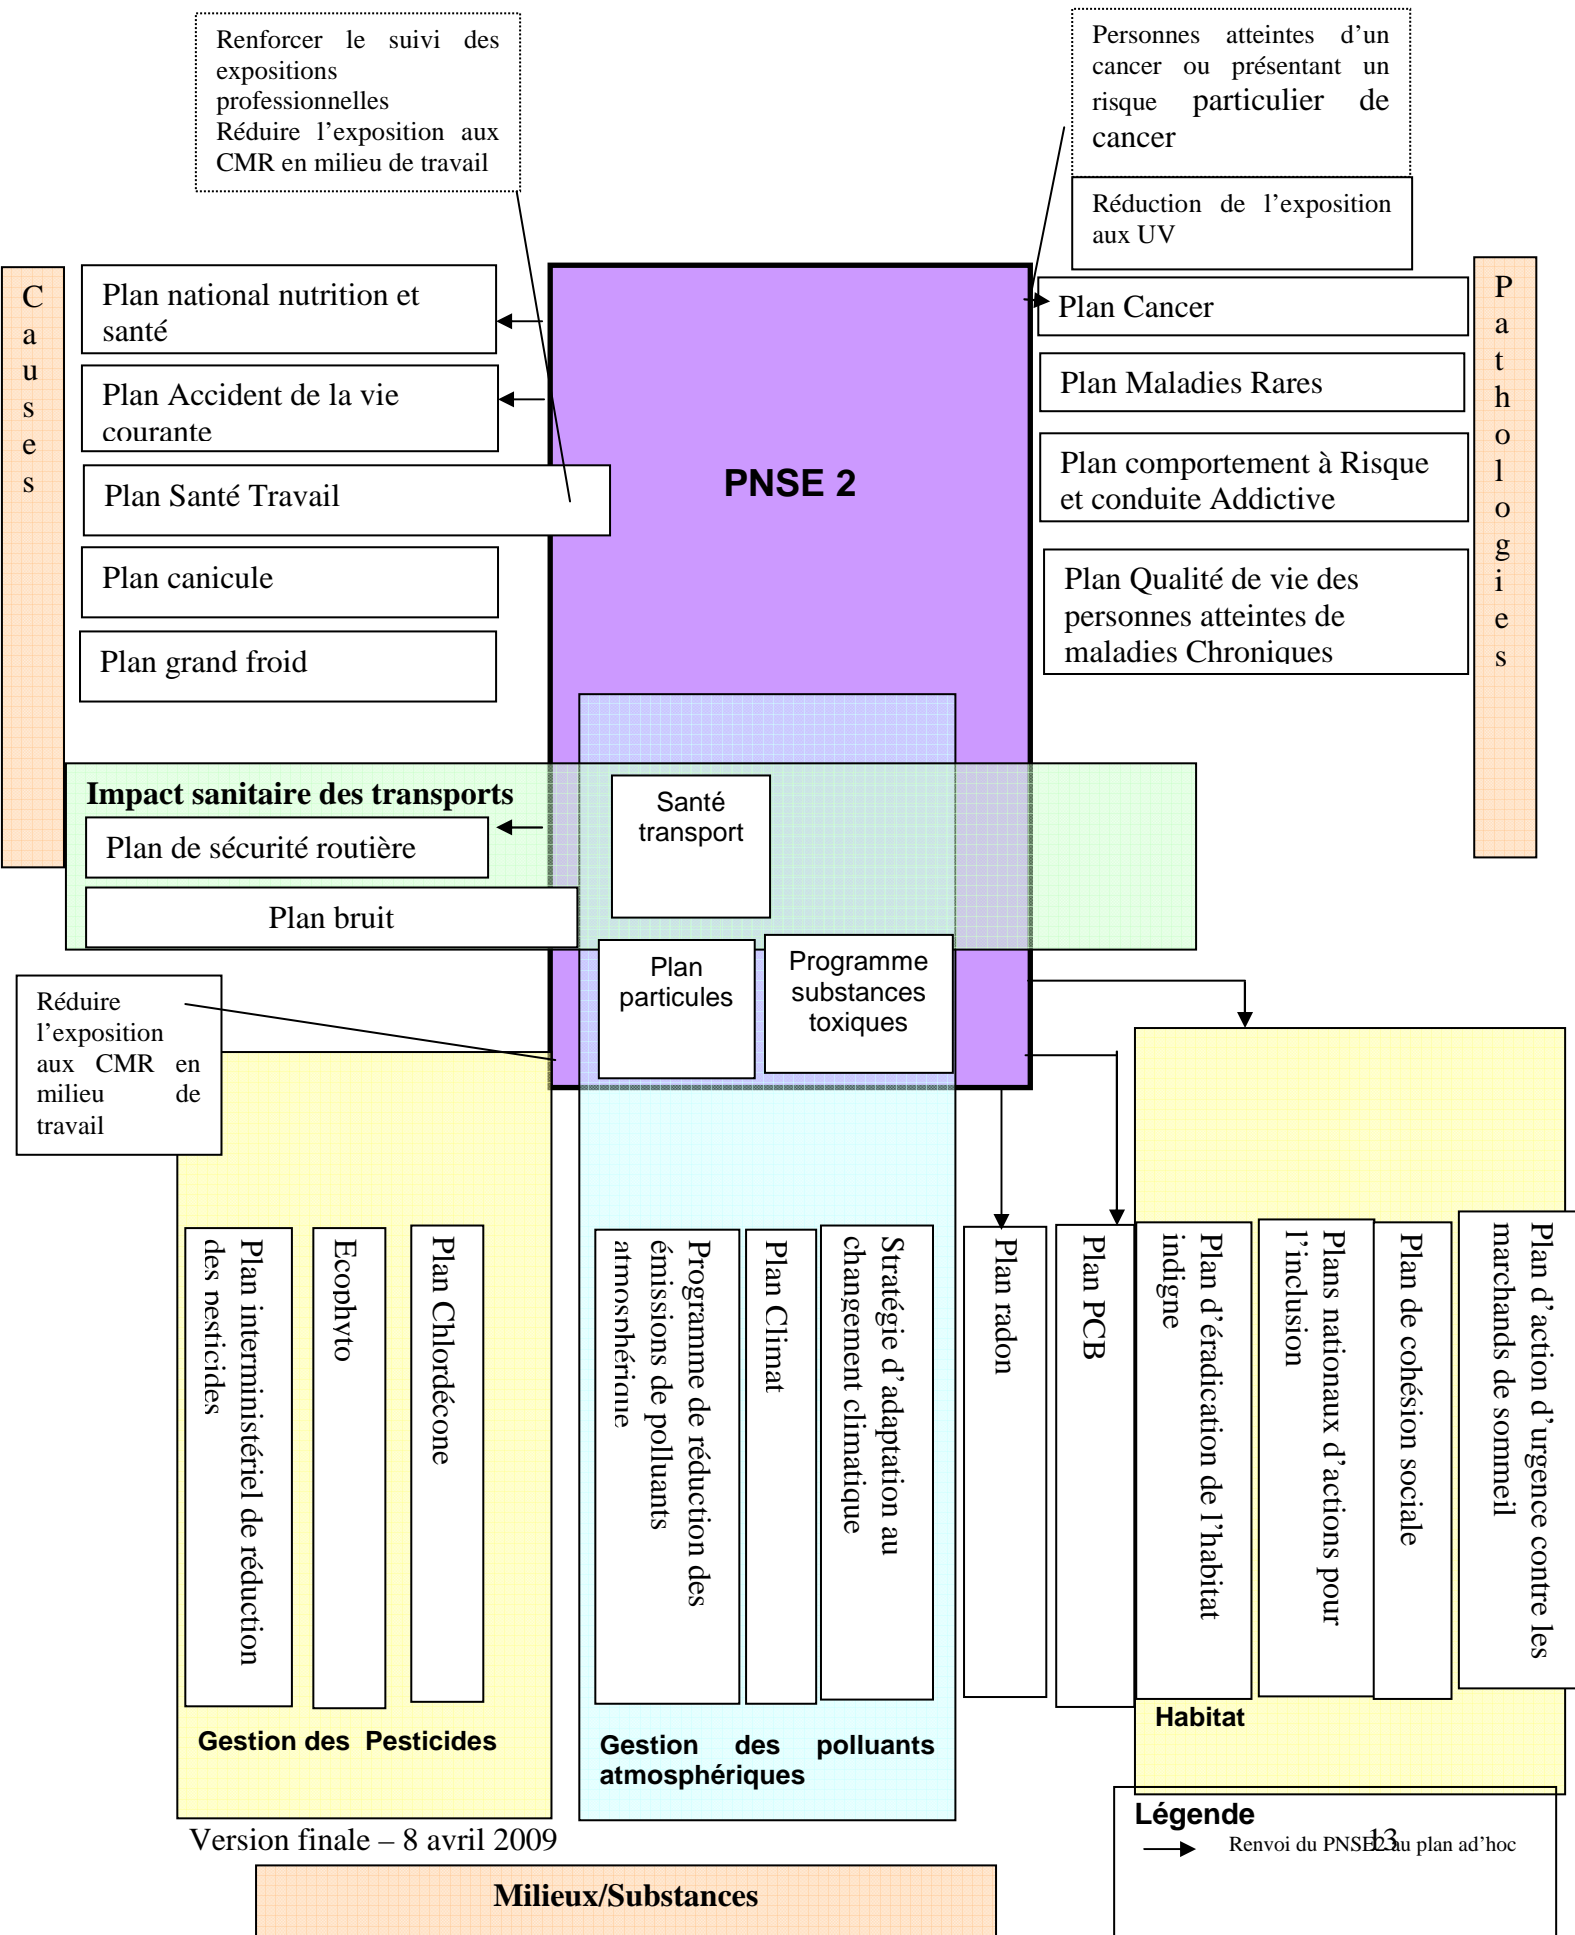 Renforcer le suivi des
expositions
professionnelles
Réduire l’exposition aux
CMR en milieu de travail
Personnes atteintes d’un
cancer ou présentant un
risque particulier de
cancer
Réduction de l’exposition
aux UV
Causes
Plan national nutrition et
santé
Plan Accident de la vie
courante
Plan Santé Travail
Plan canicule
Plan grand froid
PNSE 2
Plan Cancer
Plan Maladies Rares
Plan comportement à Risque
et conduite Addictive
Plan Qualité de vie des
personnes atteintes de
maladies Chroniques
Pathologies
Impact sanitaire des transports
Plan de sécurité routière
Plan bruit
Santé
transport
Plan
particules
Programme
substances
toxiques
Réduire
l’exposition
aux CMR en
milieu de
travail
Plan interministériel de réduction
des pesticides
Ecophyto
Plan Chlordécone
Gestion des Pesticides
Programme de réduction des
émissions de polluants
atmosphérique
Plan Climat
Stratégie d’adaptation au
changement climatique
Gestion des polluants
atmosphériques
Plan radon
Plan PCB
Plan d’éradication de l’habitat
indigne
Plans nationaux d’actions pour
l’inclusion
Plan de cohésion sociale
Plan d’action d’urgence contre les
marchands de sommeil
Habitat
Légende
Renvoi du PNSE2 au plan ad’hoc
Version finale – 8 avril 2009
13
Milieux/Substances